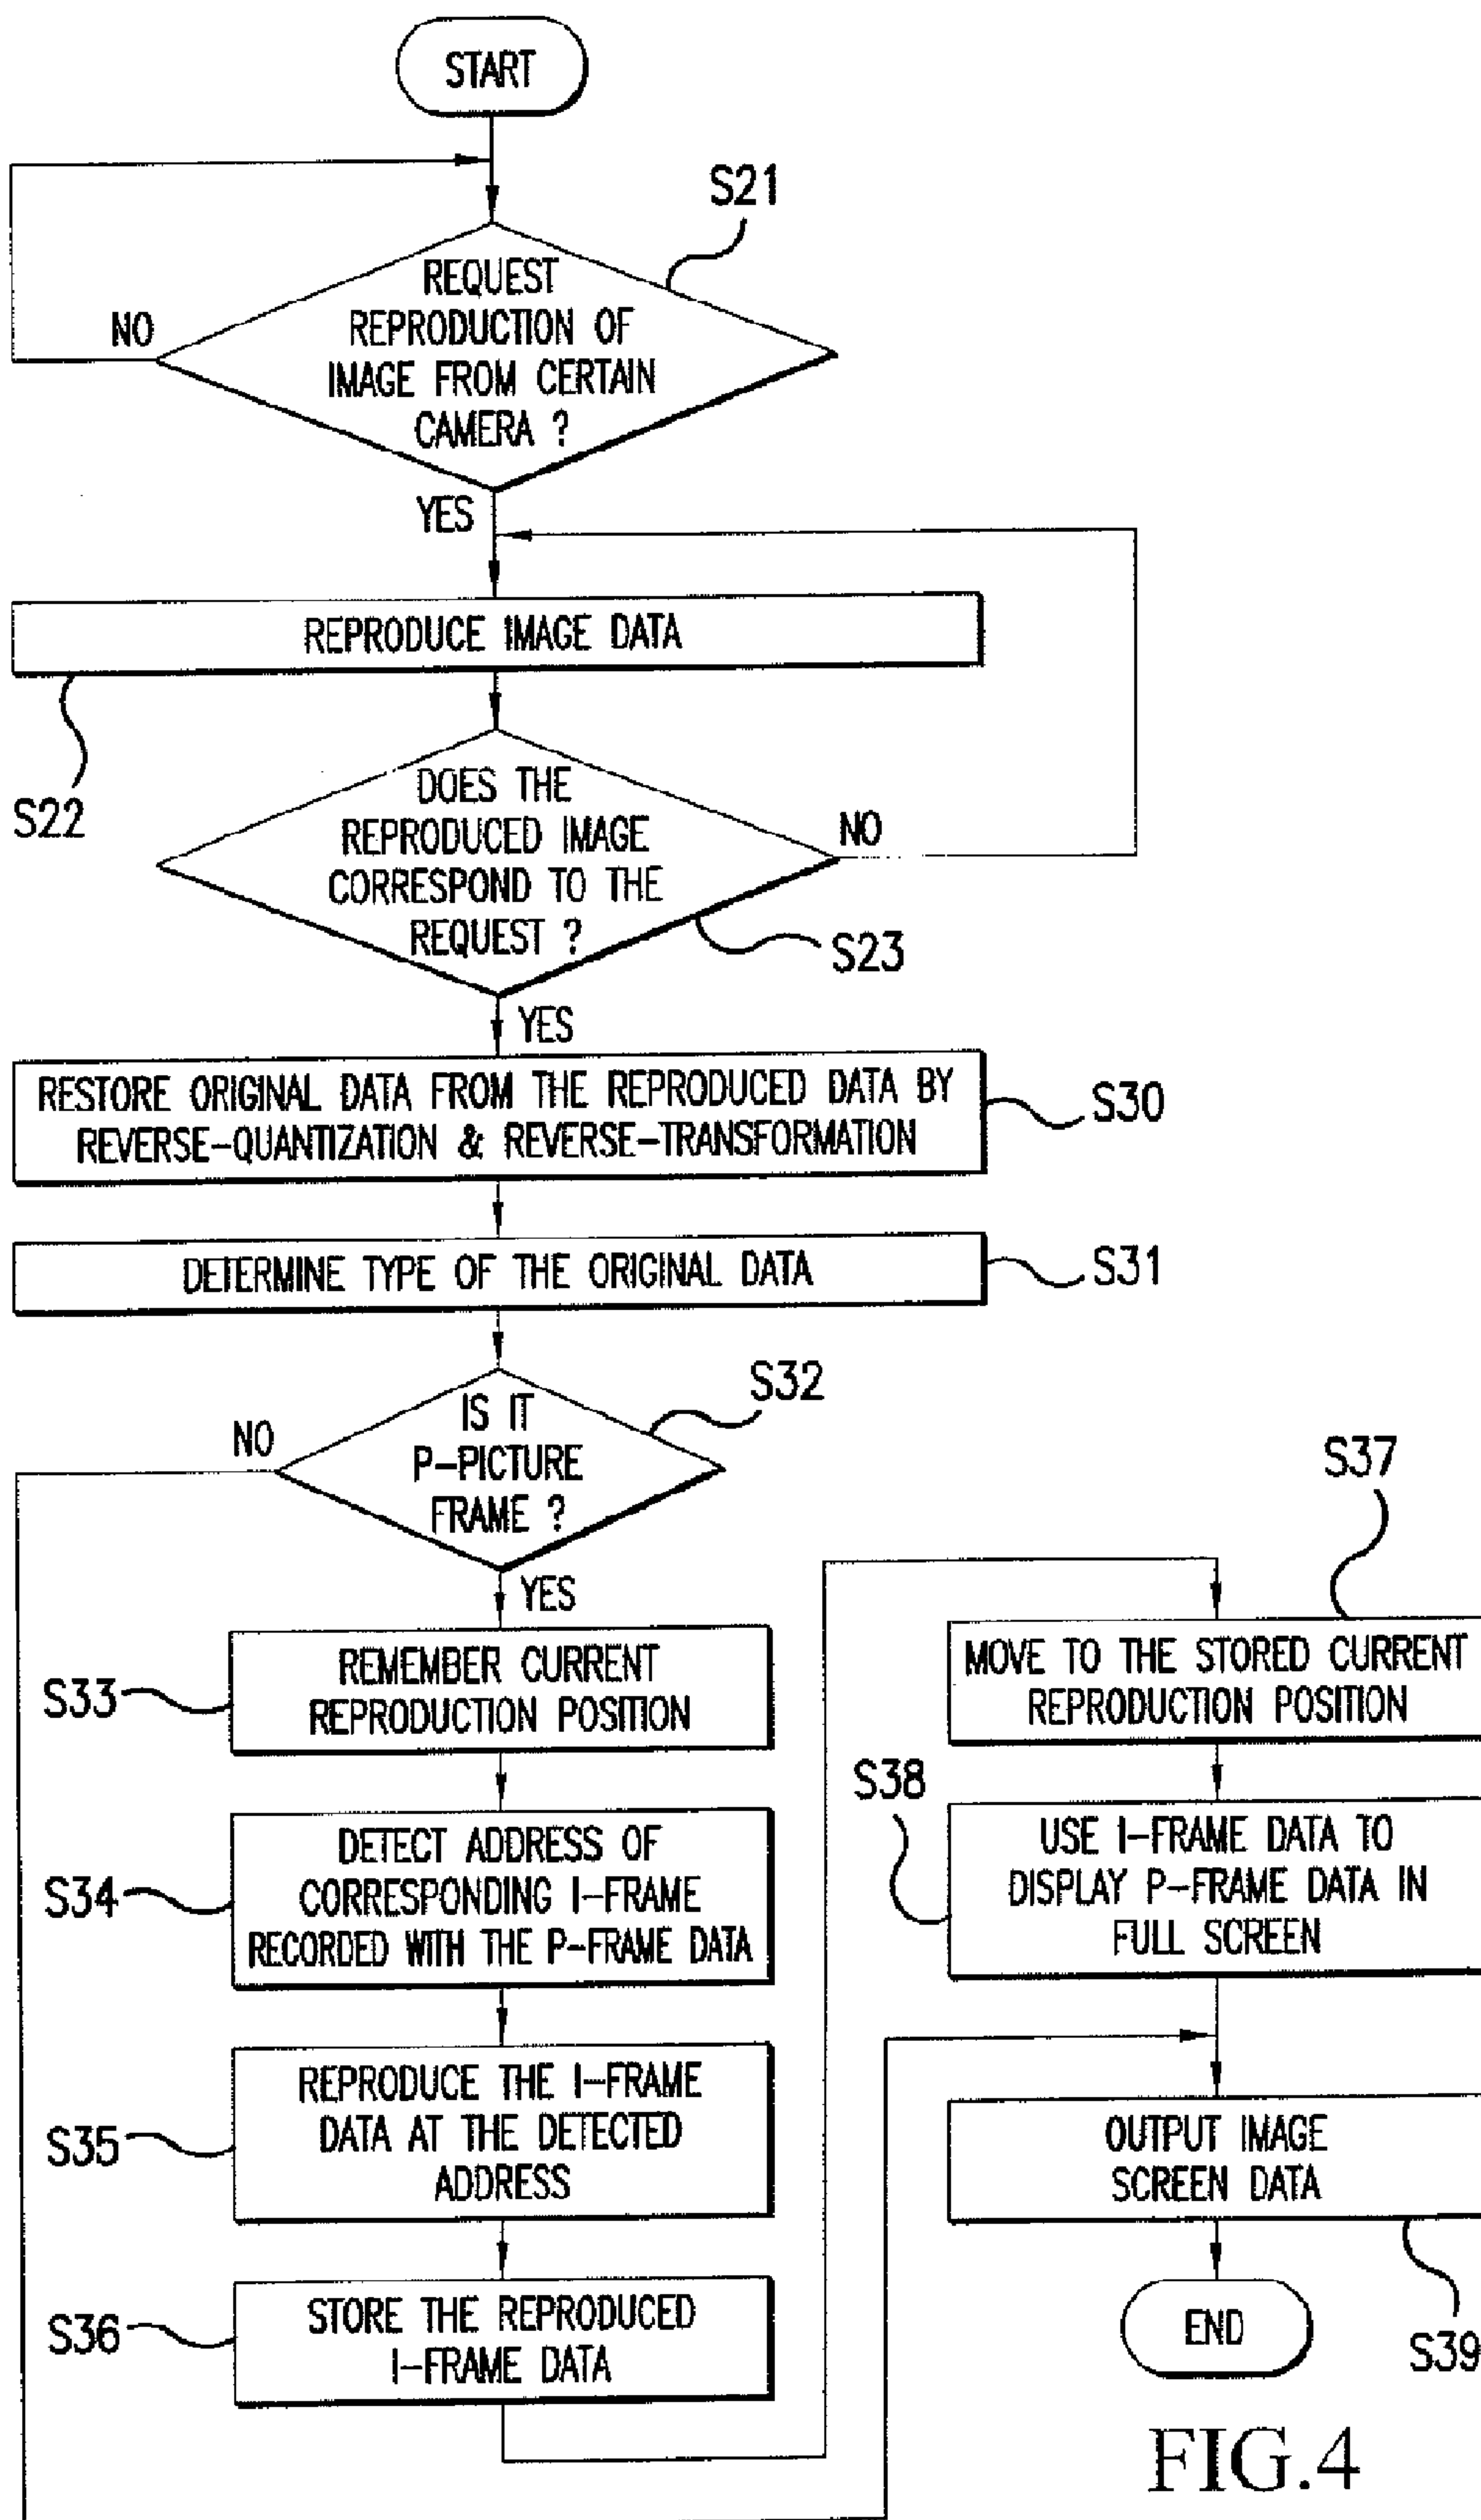 START
S21
REQUEST
REPRODUCTION OF
IMAGE FROM CERTAIN
CAMERA ?
NO
YES
REPRODUCE IMAGE DATA
S22
DOES THE
REPRODUCED IMAGE
CORRESPOND TO THE
REQUEST ?
NO
S23
YES
RESTORE ORIGINAL DATA FROM THE REPRODUCED DATA BY
REVERSE-QUANTIZATION & REVERSE-TRANSFORMATION
S30
DETERMINE TYPE OF THE ORIGINAL DATA
S31
IS IT
P-PICTURE
FRAME ?
S32
NO
YES
REMEMBER CURRENT
REPRODUCTION POSITION
S33
DETECT ADDRESS OF
CORRESPONDING I-FRAME
RECORDED WITH THE P-FRAME DATA
S34
REPRODUCE THE I-FRAME
DATA AT THE DETECTED
ADDRESS
S35
STORE THE REPRODUCED
I-FRAME DATA
S36
S37
MOVE TO THE STORED CURRENT
REPRODUCTION POSITION
S38
USE I-FRAME DATA TO
DISPLAY P-FRAME DATA IN
FULL SCREEN
OUTPUT IMAGE
SCREEN DATA
S39
END
FIG.4